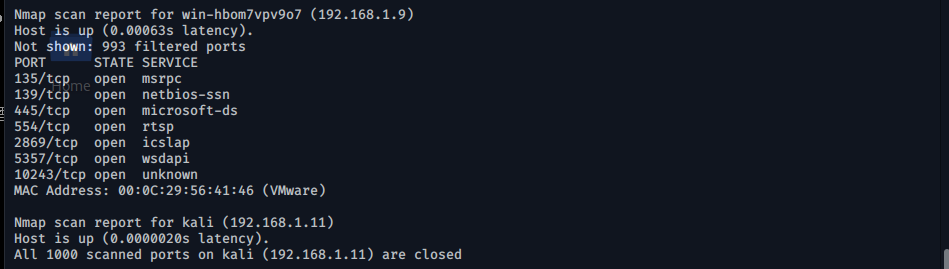 Nmap scan report for win-hbom7vpv9o7 (192.168.1.9)
Host is up (0.00063s latency).
Not shown: 993 filtered ports
PORT STATE SERVICE
135/tcp open msrpc
Home
139/tcp open netbios-ssn
445/tcp open microsoft-ds
554/tcp open rtsp
2869/tcp open icslap
5357/tcp open wsdapi
10243/tcp open unknown
MAC Address: 00:0C:29:56:41:46 (VMware)
Nmap scan report for kali (192.168.1.11)
Host is up (0.0000020s latency).
All 1000 scanned ports on kali (192.168.1.11) are closed